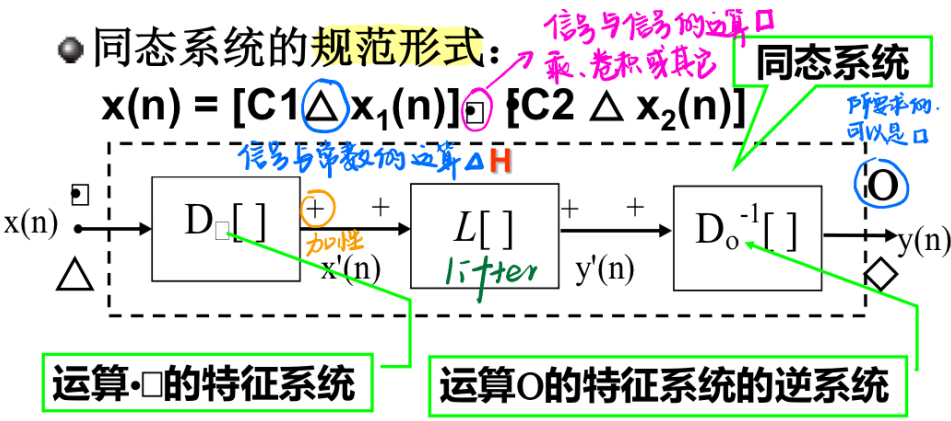 同态系统的规范形式：
信号与信号的运算□
乘、卷积或其它
同态系统
x(n) = [C1 △ x₁(n)] ⊡ [C2 △ x₂(n)]
所要求的.
可以是□
信号与常数的运算△ H
⊡
O
x(n)
D□[ ]
+ +
L[ ]
+ +
Dₒ⁻¹[ ]
y(n)
△
加性
x'(n)
lifter
y'(n)
◇
运算·□的特征系统
运算O的特征系统的逆系统